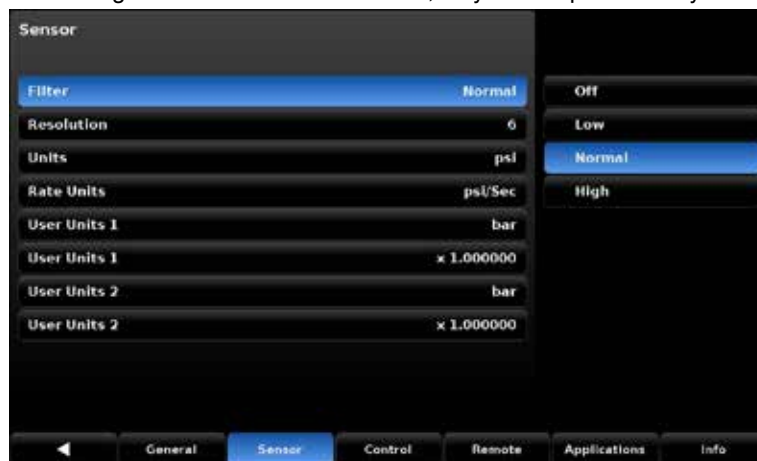 Sensor
Filter Normal
Resolution 6
Units psi
Rate Units psi/Sec
User Units 1 bar
User Units 1 x 1.000000
User Units 2 bar
User Units 2 x 1.000000
Off
Low
Normal
High
General Sensor Control Remote Applications Info